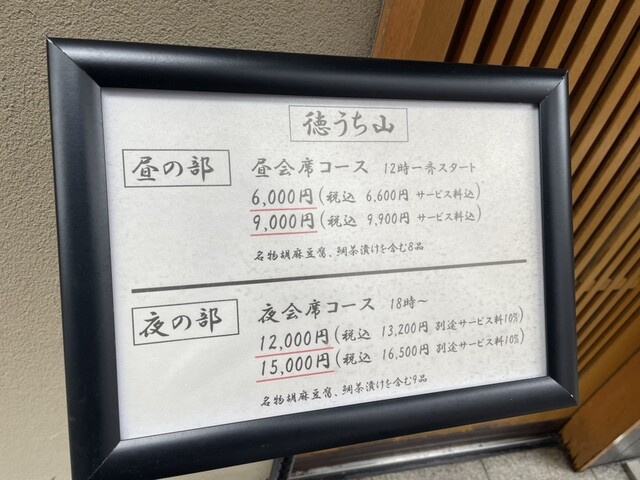 徳うち山
昼の部
昼会席コース 12時一斉スタート
6,000円(税込 6,600円 サービス料込)
9,000円(税込 9,900円 サービス料込)
名物胡麻豆腐、鯛茶漬けを含む8品
夜の部
夜会席コース 18時〜
12,000円(税込 13,200円 別途サービス料10%)
15,000円(税込 16,500円 別途サービス料10%)
名物胡麻豆腐、鯛茶漬けを含む9品